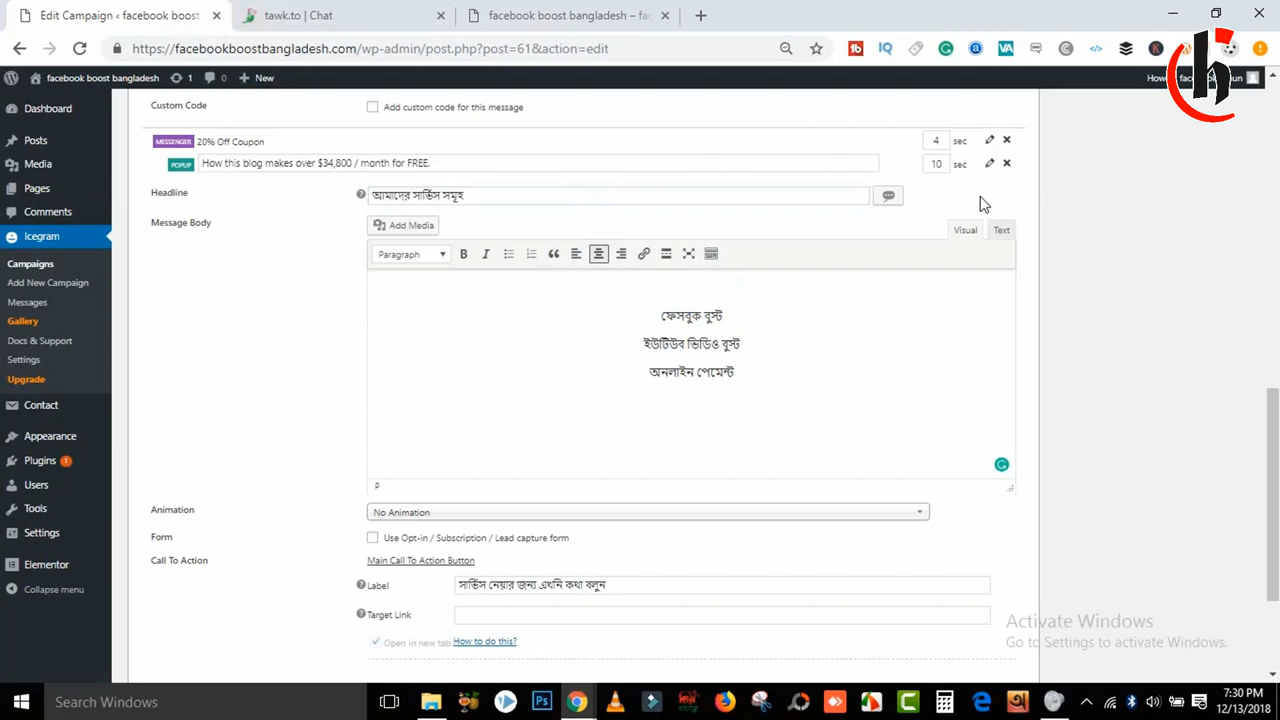 Edit Campaign ‹ facebook boost
tawk.to | Chat
facebook boost bangladesh – fac
https://facebookboostbangladesh.com/wp-admin/post.php?post=61&action=edit
facebook boost bangladesh
1
0
New
Dashboard
Posts
Media
Pages
Comments
Icegram
Campaigns
Add New Campaign
Messages
Gallery
Docs & Support
Settings
Upgrade
Contact
Appearance
Plugins 1
Users
Tools
Settings
Elementor
Collapse menu
Custom Code
Add custom code for this message
MESSENGER 20% Off Coupon
4 sec
POPUP How this blog makes over $34,800 / month for FREE.
10 sec
Headline
আমাদের সার্ভিস সমূহ
Message Body
Add Media
Visual
Text
Paragraph
ফেসবুক বুস্ট
ইউটিউব ভিডিও বুস্ট
অনলাইন পেমেন্ট
P
Animation
No Animation
Form
Use Opt-in / Subscription / Lead capture form
Call To Action
Main Call To Action Button
Label
সার্ভিস নেয়ার জন্য এখনি কথা বলুন
Target Link
Open in new tab How to do this?
Activate Windows
Go to Settings to activate Windows.
Search Windows
7:30 PM
12/13/2018